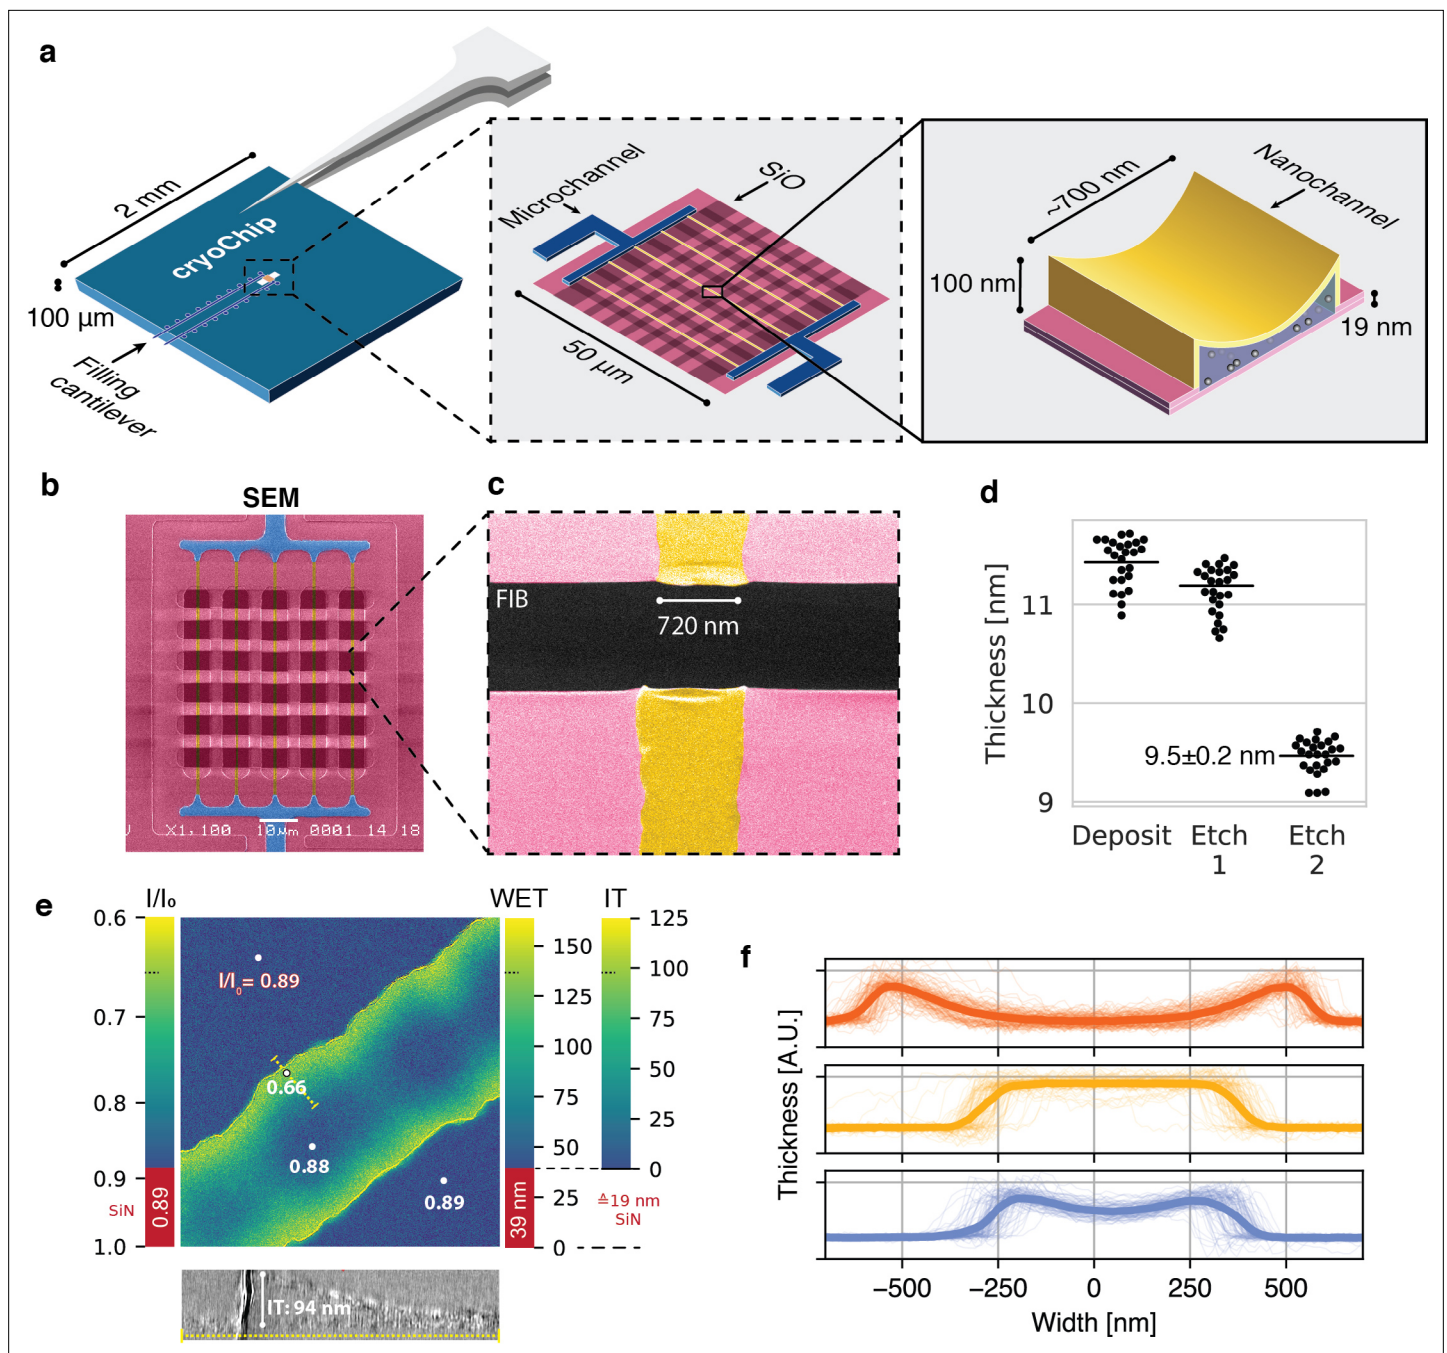 a
2 mm
cryoChip
100 µm
Filling
cantilever
Microchannel
SiO
50 µm
~700 nm
Nanochannel
100 nm
19 nm
b
SEM
X1,100 10µm 0001 14 18
c
FIB
720 nm
d
Thickness [nm]
11
10
9
9.5±0.2 nm
Deposit
Etch
1
Etch
2
e
I/I₀
0.6
0.7
0.8
0.9
1.0
SiN
0.89
I/I₀= 0.89
0.66
0.88
0.89
WET
150
100
75
50
25
0
39 nm
IT
125
100
75
50
25
0
≙19 nm
SiN
IT: 94 nm
f
Thickness [A.U.]
−500
−250
0
250
500
Width [nm]